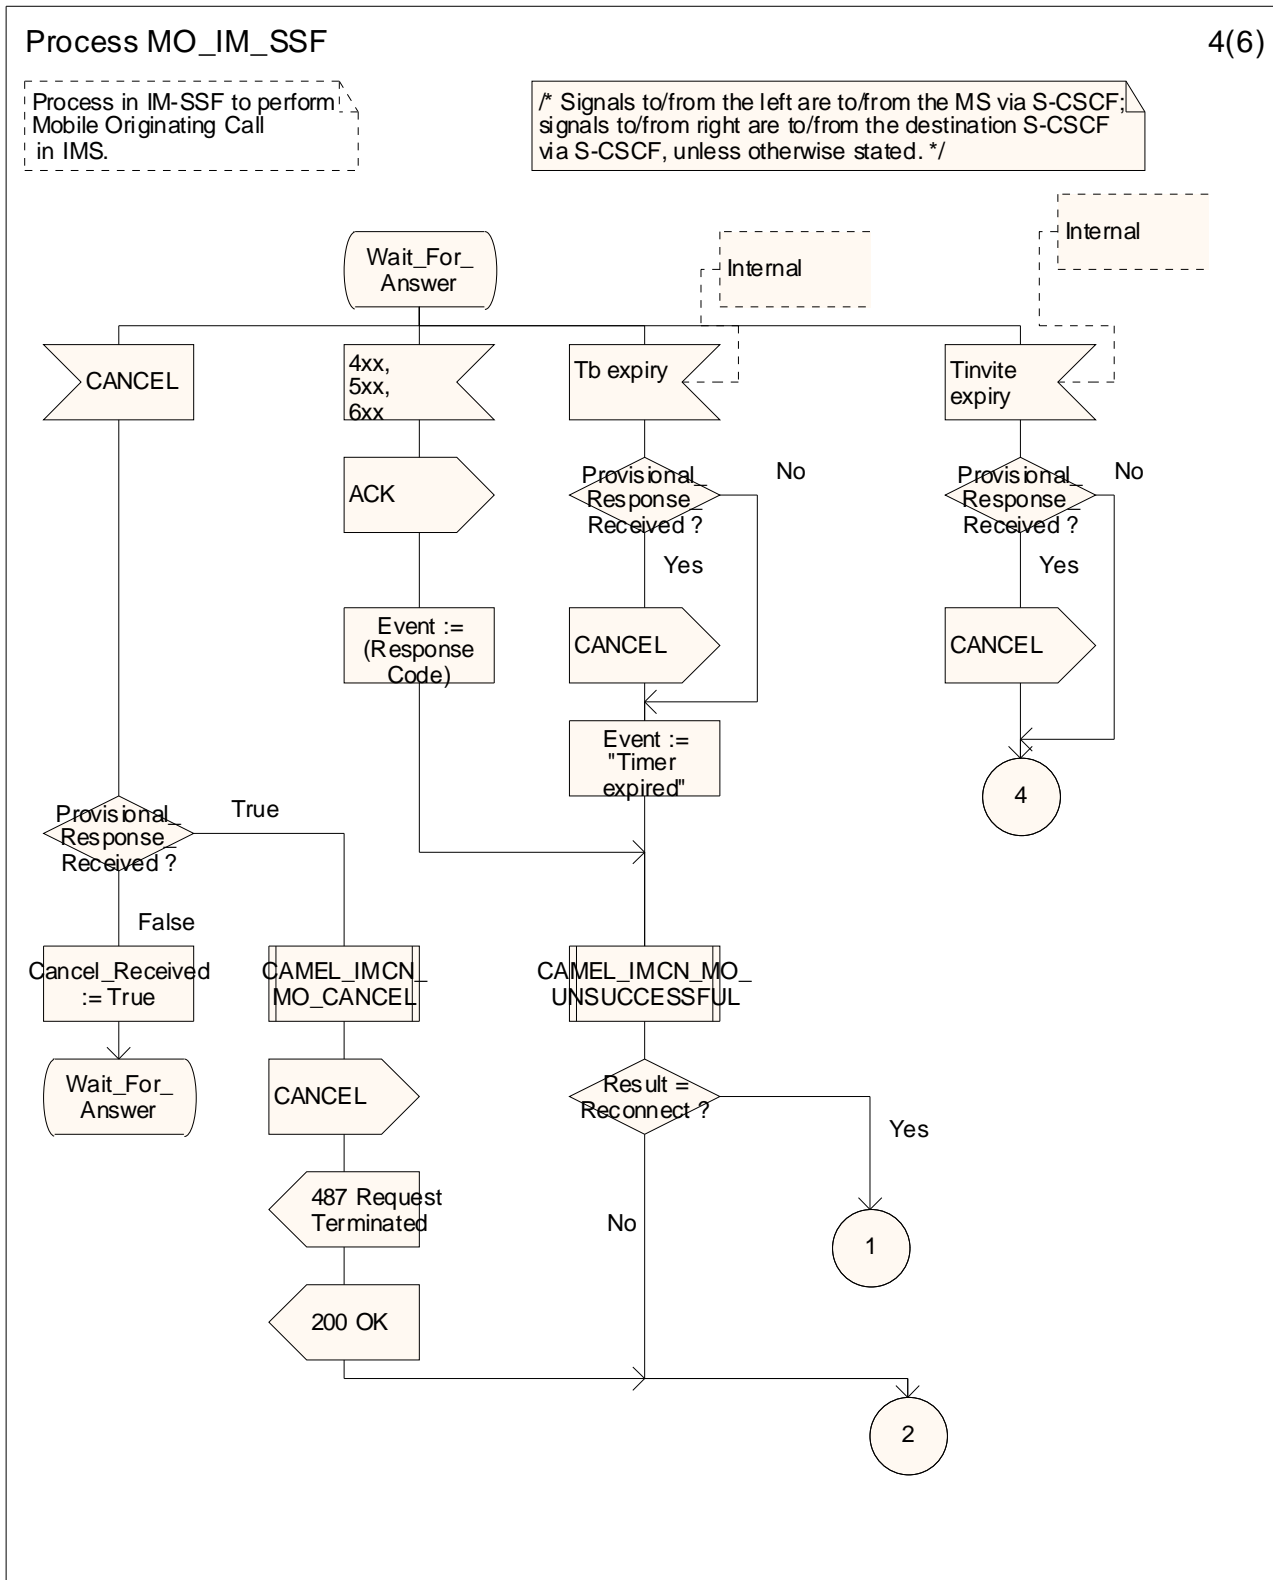 Process MO_IM_SSF
4(6)
Process in IM-SSF to perform
Mobile Originating Call
in IMS.
/* Signals to/from the left are to/from the MS via S-CSCF;
signals to/from right are to/from the destination S-CSCF
via S-CSCF, unless otherwise stated. */
Internal
Internal
Wait_For_
Answer
CANCEL
4xx,
5xx,
6xx
Tb expiry
Tinvite
expiry
ACK
Provisional_
Response_
Received ?
No
Yes
Provisional_
Response_
Received ?
No
Yes
Event :=
(Response
Code)
CANCEL
CANCEL
Event :=
"Timer
expired"
4
Provisional_
Response_
Received ?
True
False
Cancel_Received
:= True
CAMEL_IMCN_
MO_CANCEL
CAMEL_IMCN_MO_
UNSUCCESSFUL
Wait_For_
Answer
CANCEL
Result =
Reconnect ?
Yes
487 Request
Terminated
No
1
200 OK
2